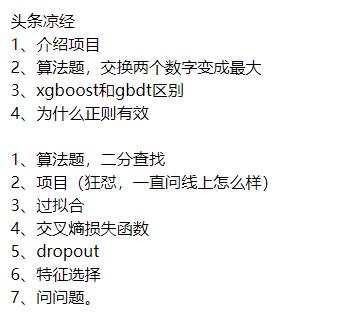 头条凉经
1、介绍项目
2、算法题，交换两个数字变成最大
3、xgboost和gbdt区别
4、为什么正则有效
1、算法题，二分查找
2、项目（狂怼，一直问线上怎么样）
3、过拟合
4、交叉熵损失函数
5、dropout
6、特征选择
7、问问题。